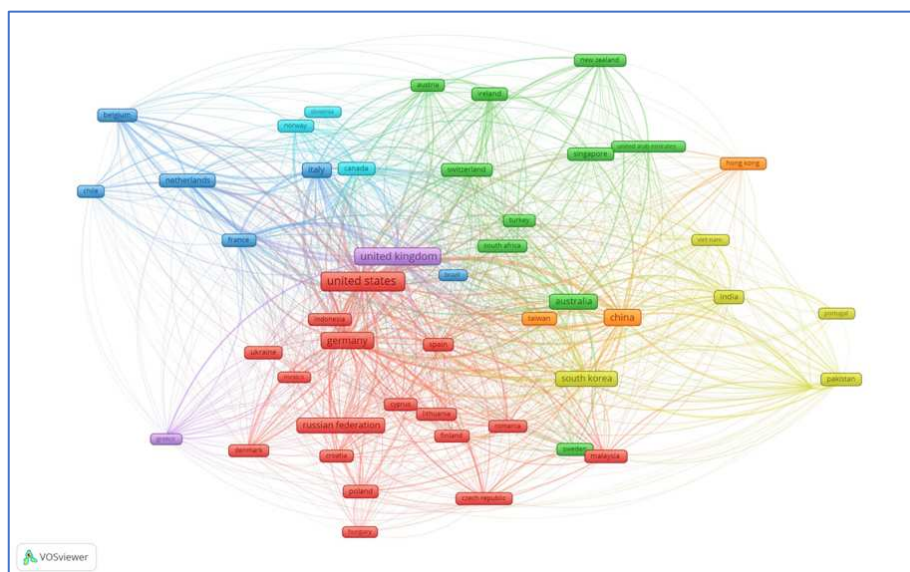 new zealand
austria
ireland
belgium
norway
united arab emirates
singapore
hong kong
italy
canada
switzerland
netherlands
chile
turkey
france
south africa
viet nam
united kingdom
brazil
united states
india
australia
portugal
indonesia
taiwan
china
germany
spain
ukraine
mexico
south korea
pakistan
cyprus
lithuania
russian federation
romania
greece
finland
denmark
croatia
sweden
malaysia
poland
czech republic
hungary
VOSviewer